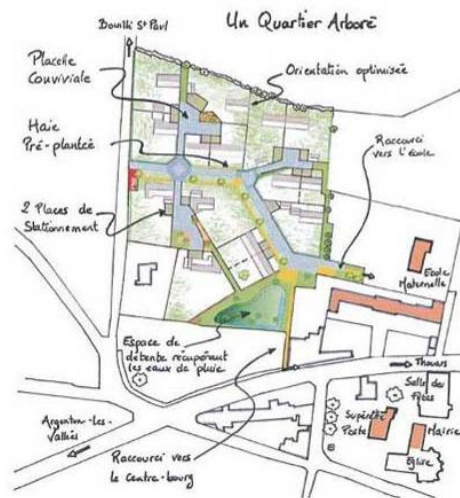 Un Quartier Arboré
Bouillé St Paul
Placette
Conviviale
Orientation optimisée
Haie
Pré-plantée
Raccourci
vers l'école
2 Places de
Stationnement
Ecole
Maternelle
Espace de
détente récupérant
les eaux de pluie
Thouars
Salle des
Fêtes
Argenton-Les-
Vallées
Supérette
Poste
Mairie
Eglise
Raccourci vers
le centre-bourg